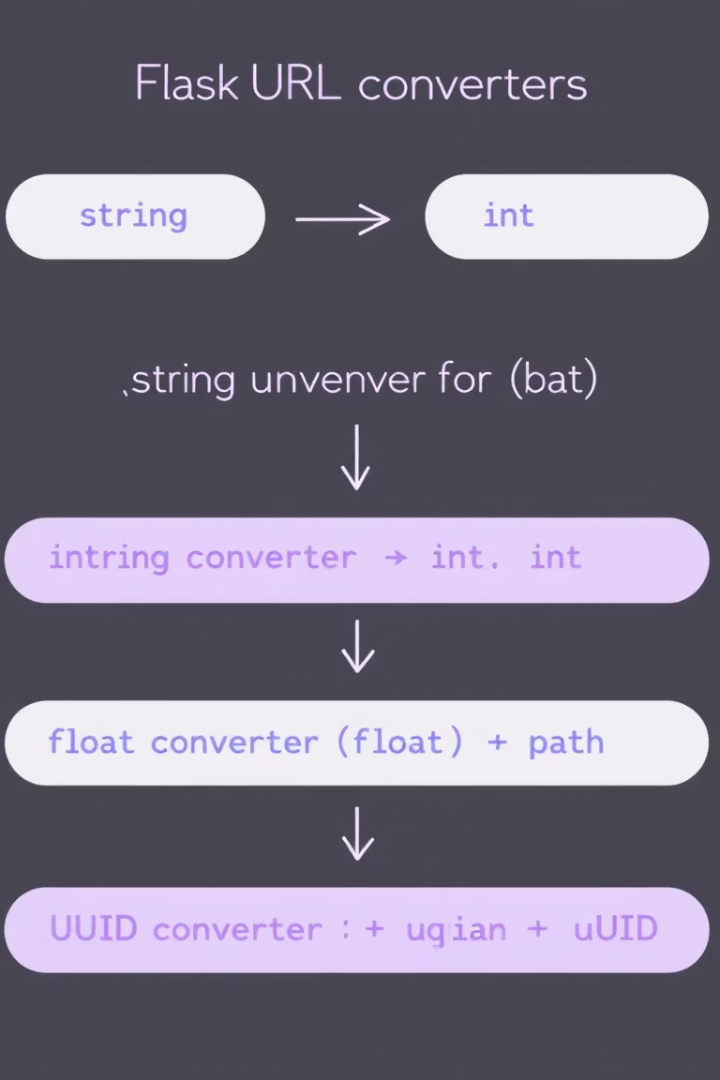 Flask URL converters
string → int
string unvenver for (bat)
intring converter → int. int
float converter (float) + path
UUID converter : + + uUID